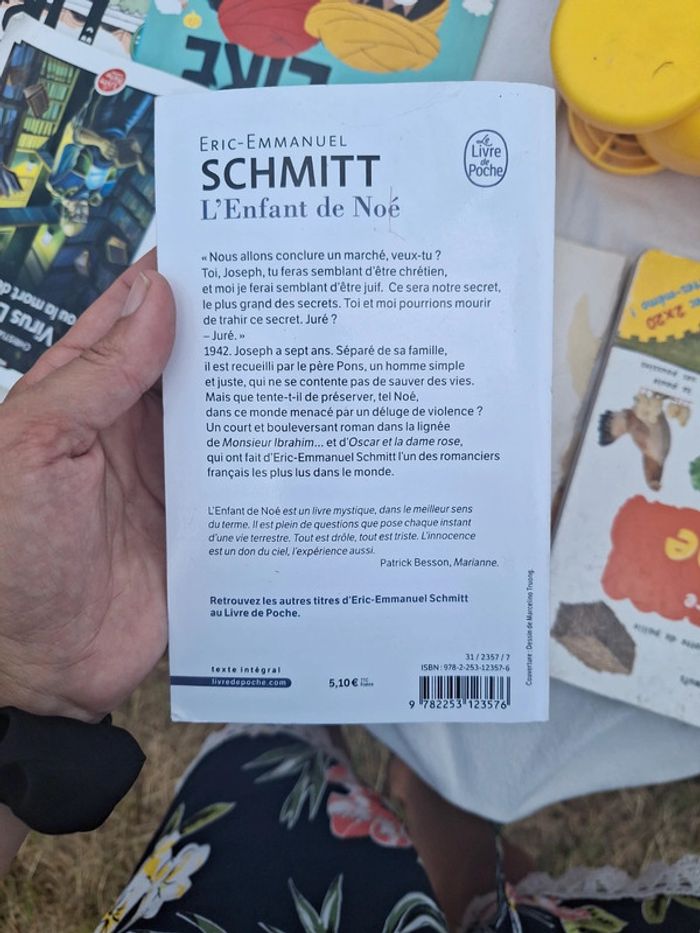 ERIC-EMMANUEL
SCHMITT
L'Enfant de Noé
Le
Livre
de
Poche
« Nous allons conclure un marché, veux-tu ?
Toi, Joseph, tu feras semblant d'être chrétien,
et moi je ferai semblant d'être juif. Ce sera notre secret,
le plus grand des secrets. Toi et moi pourrions mourir
de trahir ce secret. Juré ?
– Juré. »
1942. Joseph a sept ans. Séparé de sa famille,
il est recueilli par le père Pons, un homme simple
et juste, qui ne se contente pas de sauver des vies.
Mais que tente-t-il de préserver, tel Noé,
dans ce monde menacé par un déluge de violence ?
Un court et bouleversant roman dans la lignée
de Monsieur Ibrahim... et d'Oscar et la dame rose,
qui ont fait d'Eric-Emmanuel Schmitt l'un des romanciers
français les plus lus dans le monde.
L'Enfant de Noé est un livre mystique, dans le meilleur sens
du terme. Il est plein de questions que pose chaque instant
d'une vie terrestre. Tout est drôle, tout est triste. L'innocence
est un don du ciel, l'expérience aussi.
Patrick Besson, Marianne.
Retrouvez les autres titres d'Eric-Emmanuel Schmitt
au Livre de Poche.
texte intégral
livredepoche.com
5,10 € TTC
France
31 / 2357 / 7
ISBN : 978-2-253-12357-6
9 782253 123576
Couverture : Dessin de Marcelino Truong.
Virus L
ou la mort d
2x20